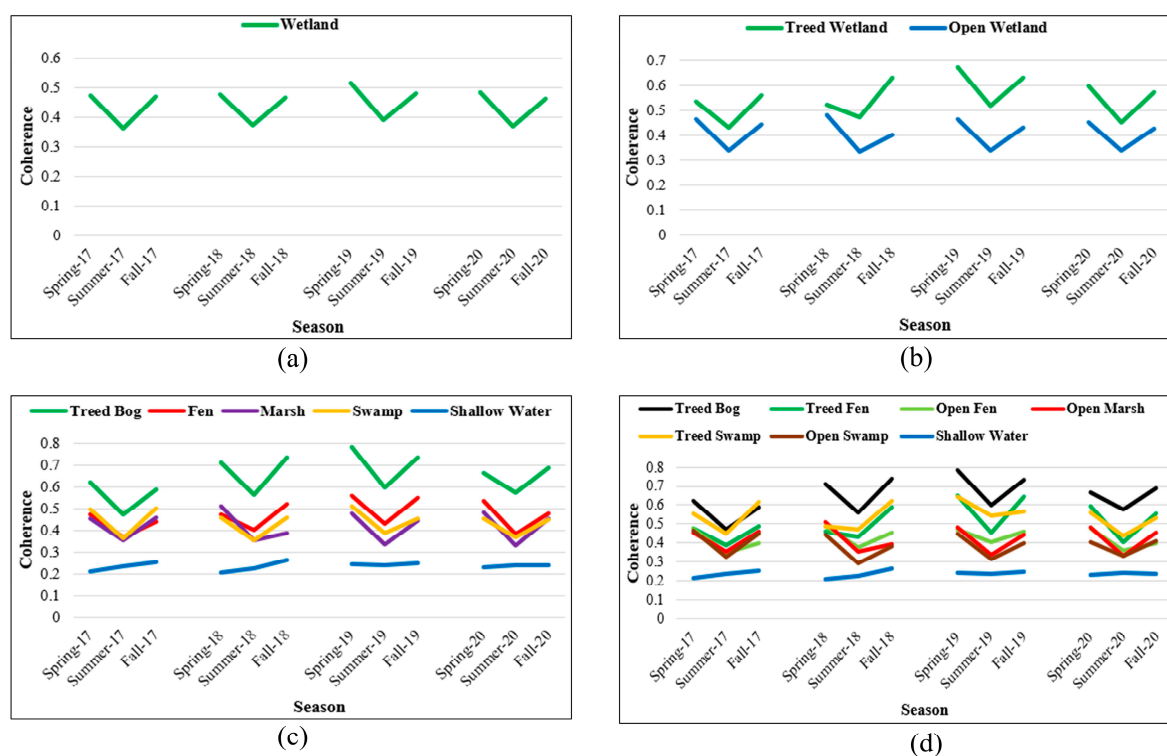 Wetland
0.6
0.5
0.4
0.3
0.2
0.1
0
Coherence
Spring-17
Summer-17
Fall-17
Spring-18
Summer-18
Fall-18
Spring-19
Summer-19
Fall-19
Spring-20
Summer-20
Fall-20
Season
(a)
Treed Wetland Open Wetland
0.7
0.6
0.5
0.4
0.3
0.2
0.1
0
Coherence
Spring-17
Summer-17
Fall-17
Spring-18
Summer-18
Fall-18
Spring-19
Summer-19
Fall-19
Spring-20
Summer-20
Fall-20
Season
(b)
Treed Bog Fen Marsh Swamp Shallow Water
0.8
0.7
0.6
0.5
0.4
0.3
0.2
0.1
0
Coherence
Spring-17
Summer-17
Fall-17
Spring-18
Summer-18
Fall-18
Spring-19
Summer-19
Fall-19
Spring-20
Summer-20
Fall-20
Season
(c)
Treed Bog Treed Fen Open Fen Open Marsh
Treed Swamp Open Swamp Shallow Water
0.8
0.7
0.6
0.5
0.4
0.3
0.2
0.1
0
Coherence
Spring-17
Summer-17
Fall-17
Spring-18
Summer-18
Fall-18
Spring-19
Summer-19
Fall-19
Spring-20
Summer-20
Fall-20
Season
(d)